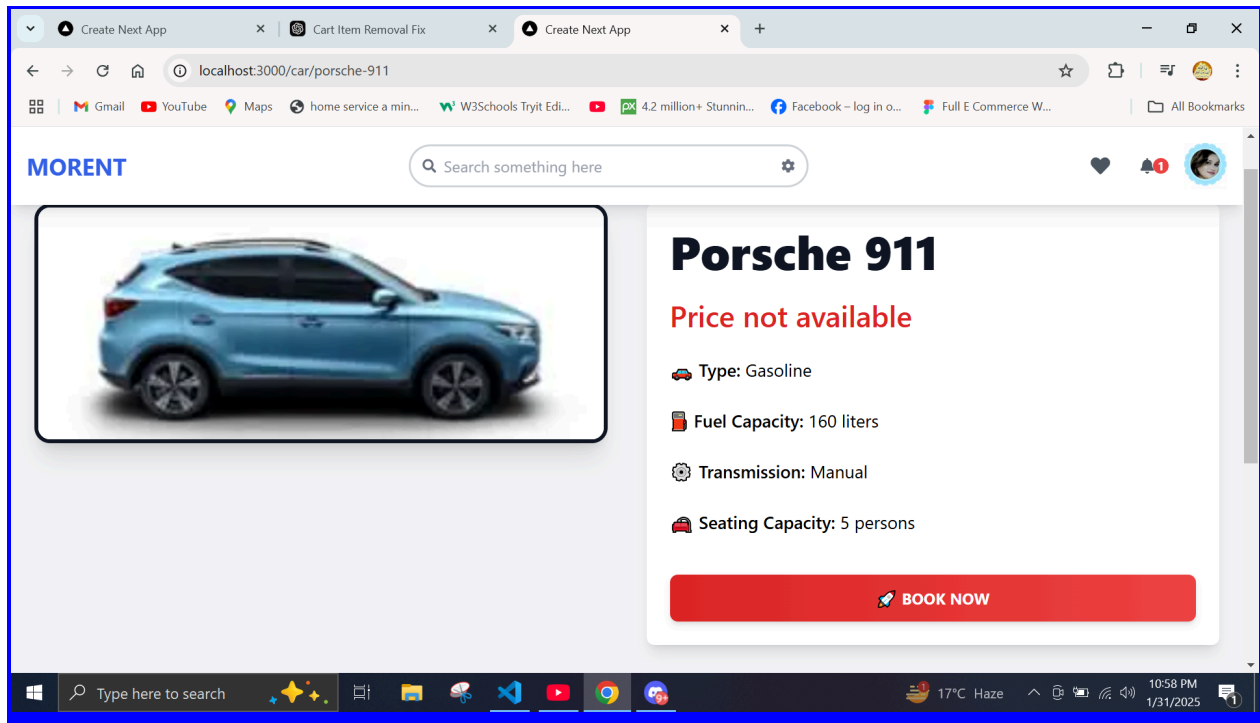 Create Next App
Cart Item Removal Fix
Create Next App
localhost:3000/car/porsche-911
Gmail
YouTube
Maps
home service a min...
W3Schools Tryit Edi...
4.2 million+ Stunnin...
Facebook – log in o...
Full E Commerce W...
All Bookmarks
MORENT
Search something here
1
Porsche 911
Price not available
Type: Gasoline
Fuel Capacity: 160 liters
Transmission: Manual
Seating Capacity: 5 persons
BOOK NOW
Type here to search
9+
17°C Haze
10:58 PM
1/31/2025
1